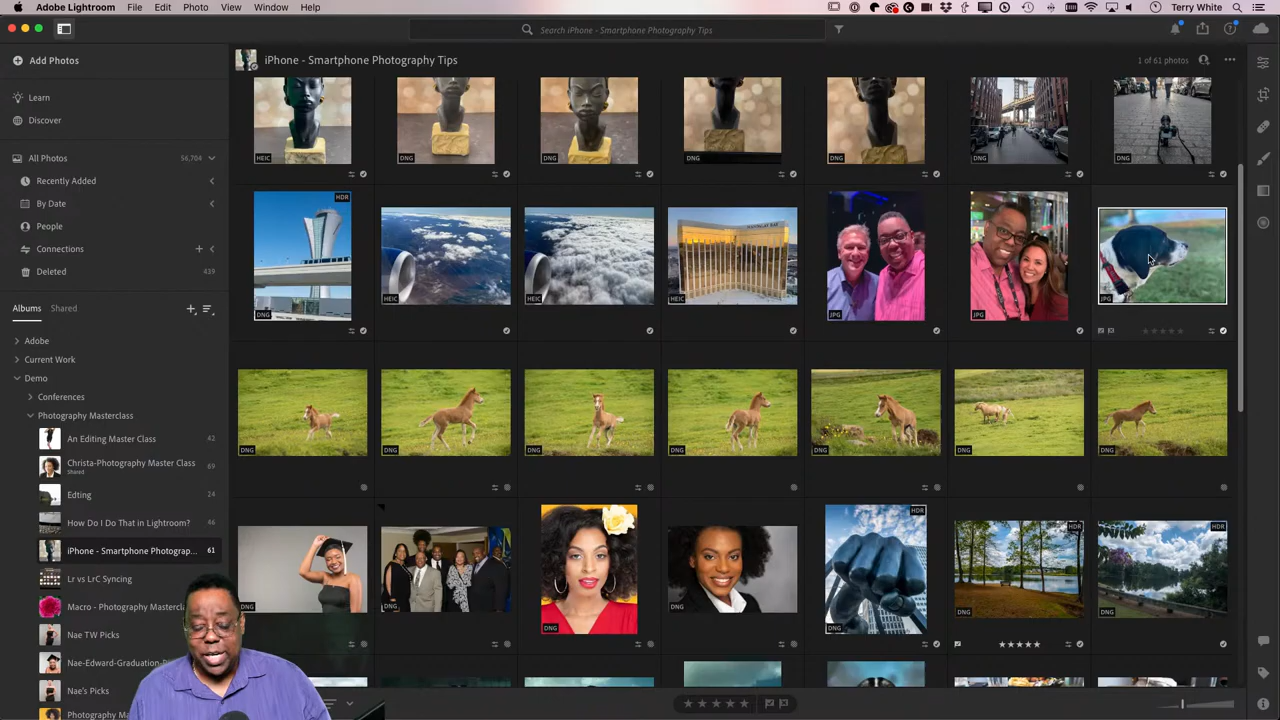 Adobe Lightroom File Edit Photo View Window Help Terry White
Search iPhone - Smartphone Photography Tips
Add Photos
iPhone - Smartphone Photography Tips
1 of 61 photos
Learn
Discover
All Photos 56,704
Recently Added
By Date
People
Connections
Deleted 439
Albums Shared
Adobe
Current Work
Demo
Conferences
Photography Masterclass
An Editing Master Class 42
Christa-Photography Master Class 69
Shared
Edting 24
How Do I Do That in Lightroom? 46
iPhone - Smartphone Photograp... 61
Lr vs LrC Syncing
Macro - Photography Mastercla
Nae TW Picks
Nae-Edward-Graduation-
Nae's Picks
Photography Ma
HEIC DNG DNG DNG DNG DNG DNG
HDR
DNG HEIC HEIC HEIC JPG JPG JPG
DNG DNG DNG DNG DNG DNG DNG
HDR HDR HDR
DNG DNG DNG DNG DNG DNG